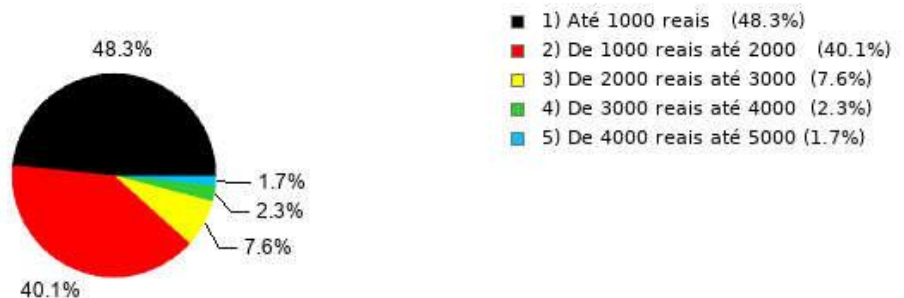 48.3%
1.7%
2.3%
7.6%
40.1%
1) Até 1000 reais (48.3%)
2) De 1000 reais até 2000 (40.1%)
3) De 2000 reais até 3000 (7.6%)
4) De 3000 reais até 4000 (2.3%)
5) De 4000 reais até 5000 (1.7%)